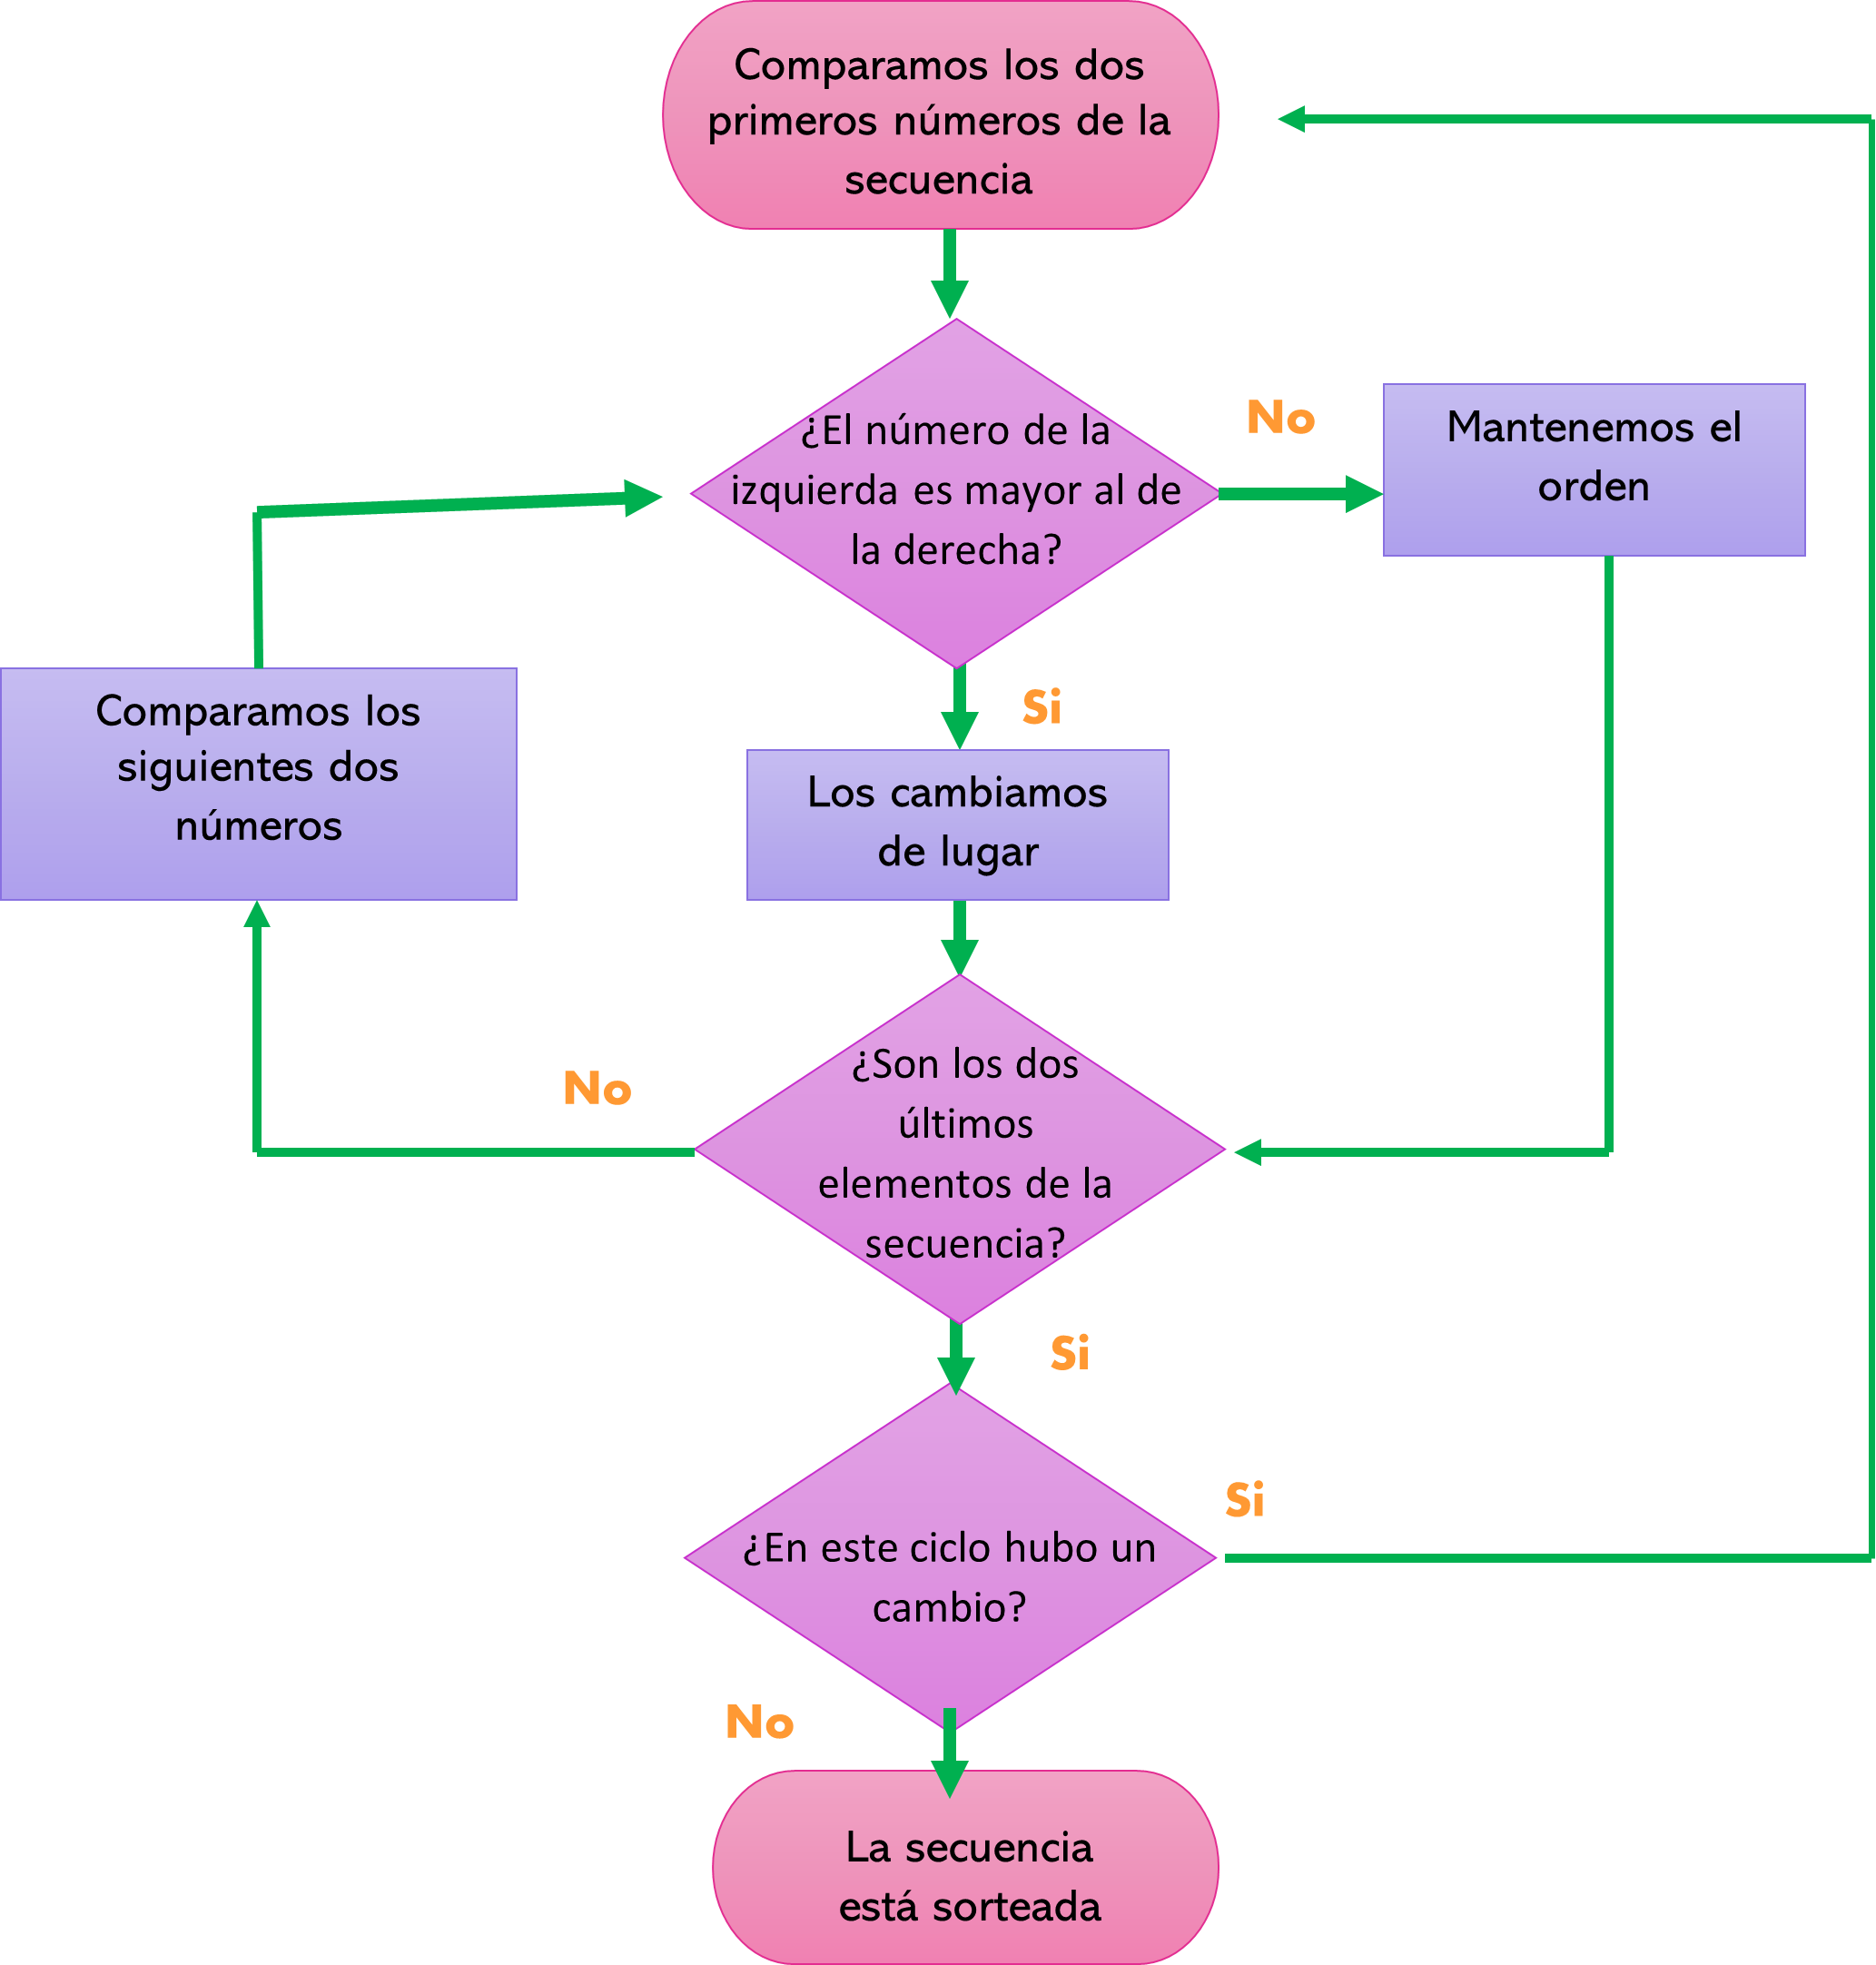 Comparamos los dos
primeros números de la
secuencia
¿El número de la
izquierda es mayor al de
la derecha?
No
Mantenemos el
orden
Si
Comparamos los
siguientes dos
números
Los cambiamos
de lugar
¿Son los dos
últimos
elementos de la
secuencia?
No
Si
¿En este ciclo hubo un
cambio?
Si
No
La secuencia
está sorteada